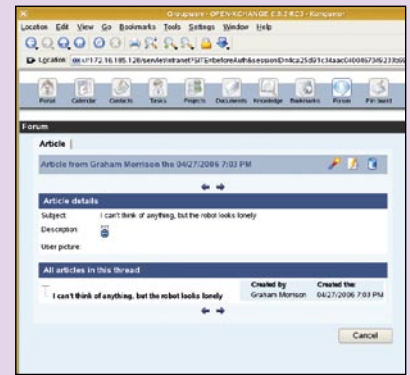 Groupware - OPEN-XCHANGE 0.8.2-RC3 - Konqueror
Location Edit View Go Bookmarks Tools Settings Window Help
Location:
Portal Calendar Contacts Tasks Projects Documents Knowledge Bookmarks Forum Pin board
Forum
Article
Article from Graham Morrison the 04/27/2006 7:03 PM
Article details
Subject: I can't think of anything, but the robot looks lonely
Description:
User picture:
All articles in this thread
Created by Created the:
I can't think of anything, but the robot looks lonely Graham Morrison 04/27/2006 7:03 PM
Cancel